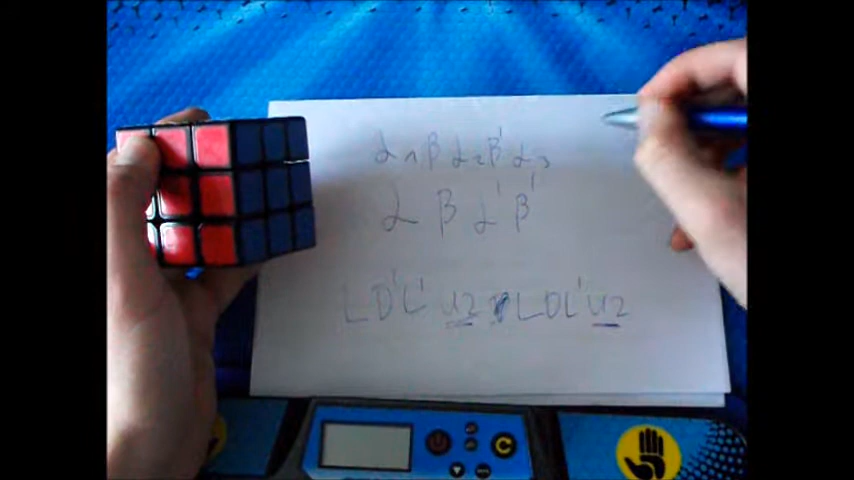 α₁ β α₂ β' α₃
α β α' β'
L D' L' U2 L D L' U2